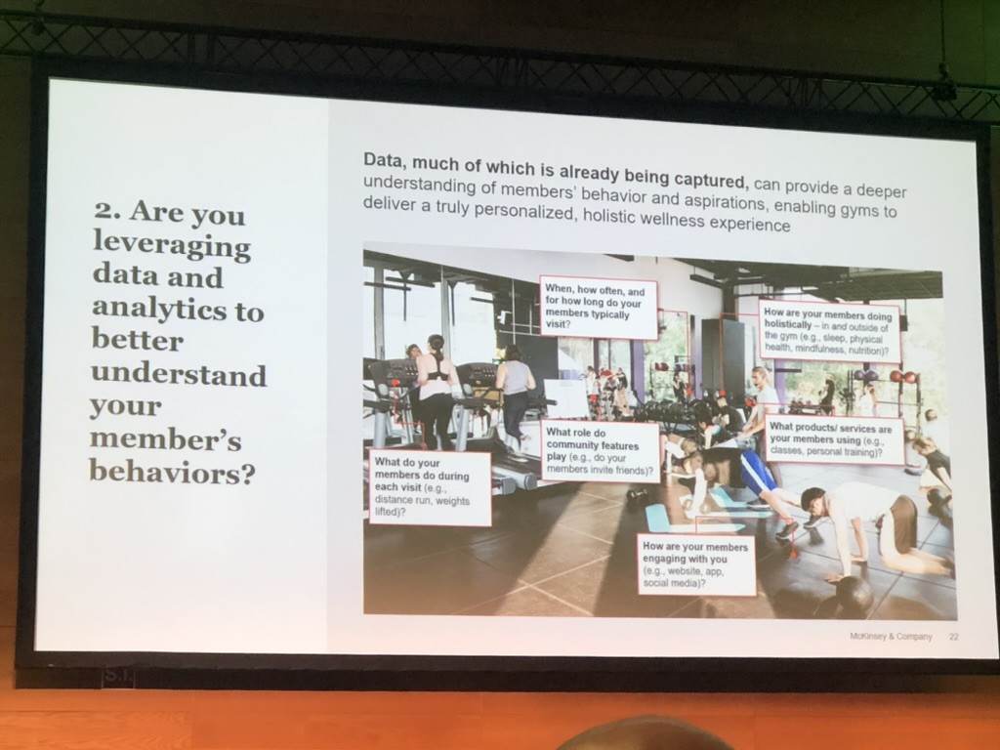 2. Are you
leveraging
data and
analytics to
better
understand
your
member's
behaviors?
Data, much of which is already being captured, can provide a deeper
understanding of members' behavior and aspirations, enabling gyms to
deliver a truly personalized, holistic wellness experience
When, how often, and
for how long do your
members typically
visit?
How are your members doing
holistically – in and outside of
the gym (e.g., sleep, physical
health, mindfulness, nutrition)?
What do your
members do during
each visit (e.g.,
distance run, weights
lifted)?
What role do
community features
play (e.g., do your
members invite friends)?
What products/ services are
your members using (e.g.,
classes, personal training)?
How are your members
engaging with you
(e.g., website, app,
social media)?
McKinsey & Company 22
S.I.